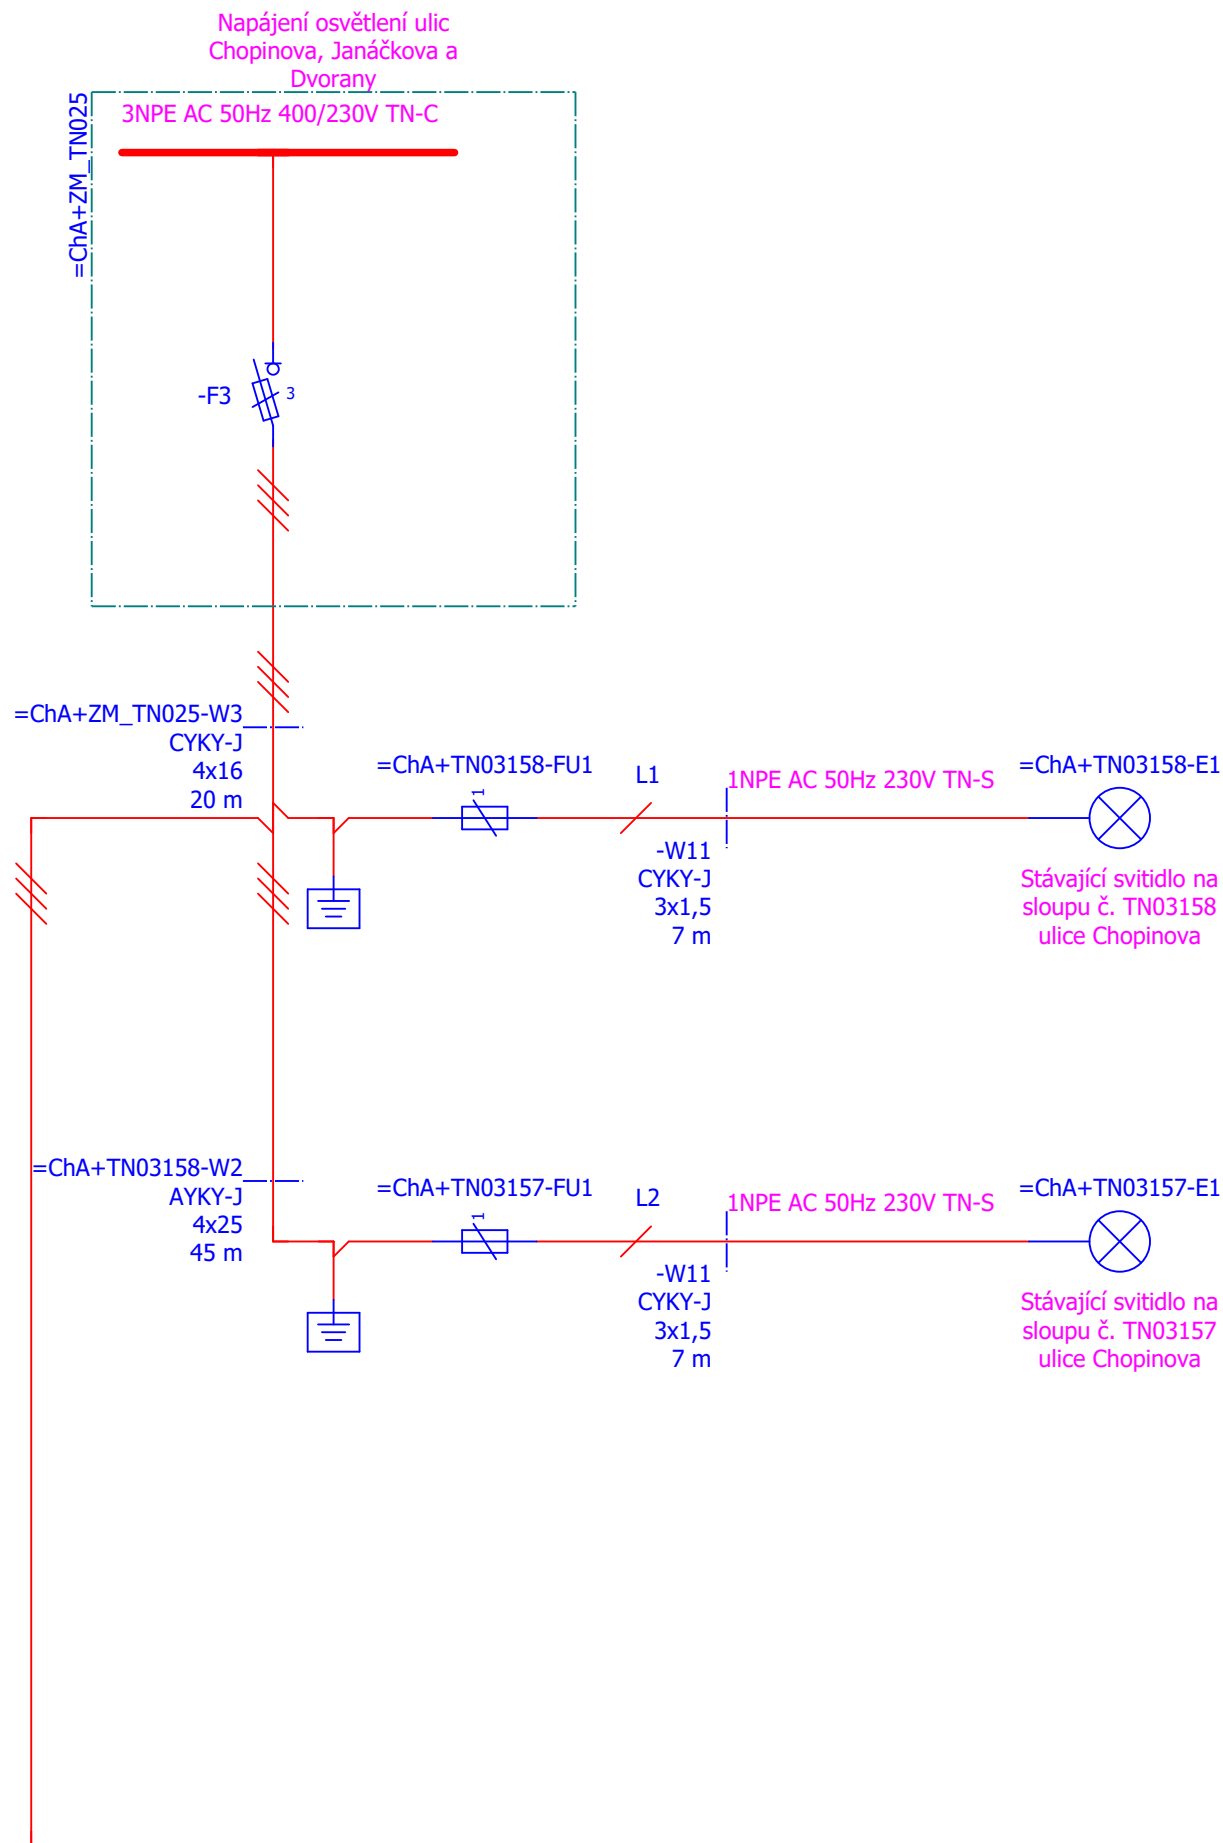 Napájení osvětlení ulic
Chopinova, Janáčkova a
Dvorany
=ChA+ZM_TN025
3NPE AC 50Hz 400/230V TN-C
-F3
3
=ChA+ZM_TN025-W3
CYKY-J
4x16
20 m
=ChA+TN03158-FU1
1
L1
1NPE AC 50Hz 230V TN-S
=ChA+TN03158-E1
-W11
CYKY-J
3x1,5
7 m
Stávající svitidlo na
sloupu č. TN03158
ulice Chopinova
=ChA+TN03158-W2
AYKY-J
4x25
45 m
=ChA+TN03157-FU1
1
L2
1NPE AC 50Hz 230V TN-S
=ChA+TN03157-E1
-W11
CYKY-J
3x1,5
7 m
Stávající svitidlo na
sloupu č. TN03157
ulice Chopinova